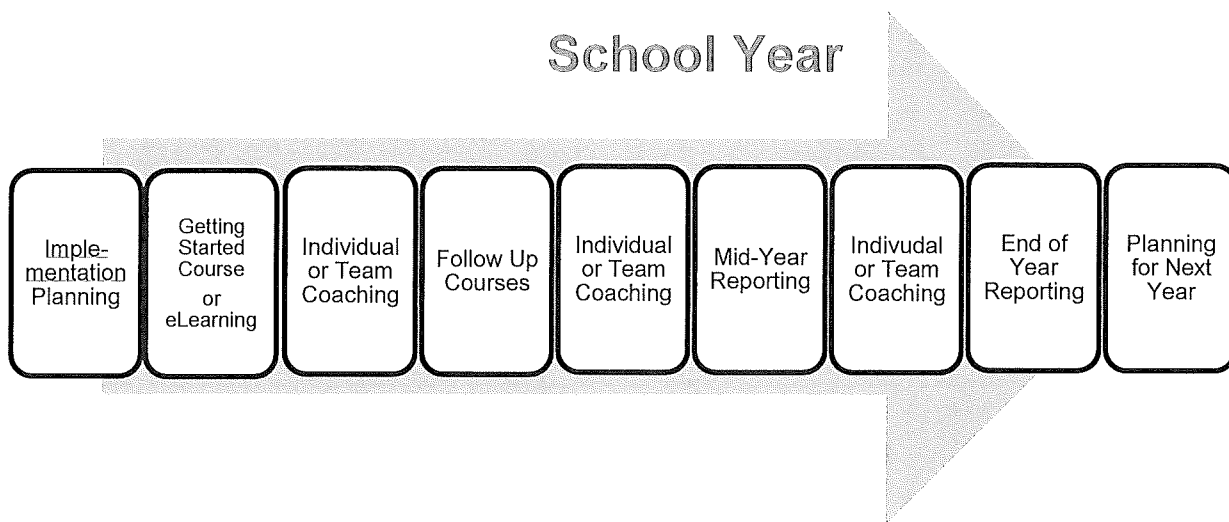 School Year
Imple-
mentation
Planning
Getting
Started
Course
or
eLearning
Individual
or Team
Coaching
Follow Up
Courses
Individual
or Team
Coaching
Mid-Year
Reporting
Indivudal
or Team
Coaching
End of
Year
Reporting
Planning
for Next
Year